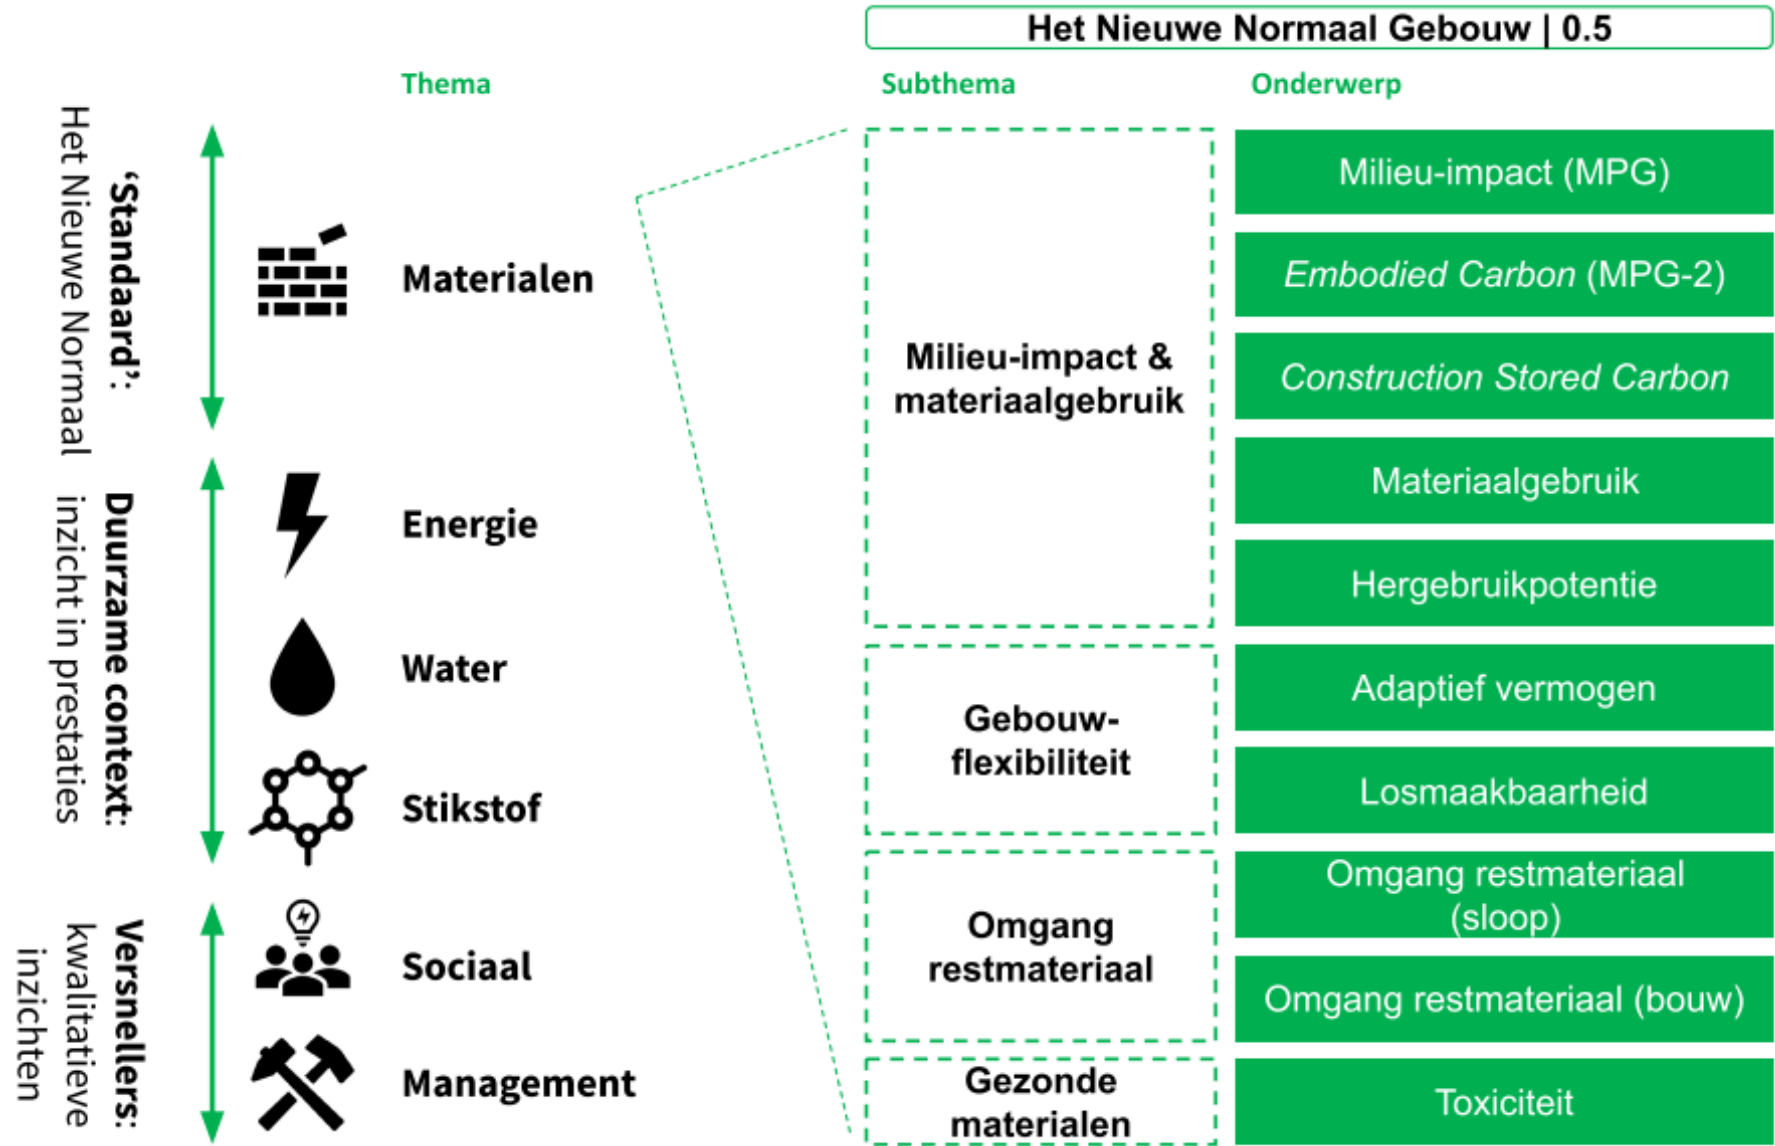 Het Nieuwe Normaal Gebouw | 0.5
Thema
Subthema
Onderwerp
‘Standaard’:
Het Nieuwe Normaal
Duurzame context:
inzicht in prestaties
Versnellers:
kwalitatieve
inzichten
Materialen
Energie
Water
Stikstof
Sociaal
Management
Milieu-impact &
materiaalgebruik
Gebouw-
flexibiliteit
Omgang
restmateriaal
Gezonde
materialen
Milieu-impact (MPG)
Embodied Carbon (MPG-2)
Construction Stored Carbon
Materiaalgebruik
Hergebruikpotentie
Adaptief vermogen
Losmaakbaarheid
Omgang restmateriaal
(sloop)
Omgang restmateriaal (bouw)
Toxiciteit